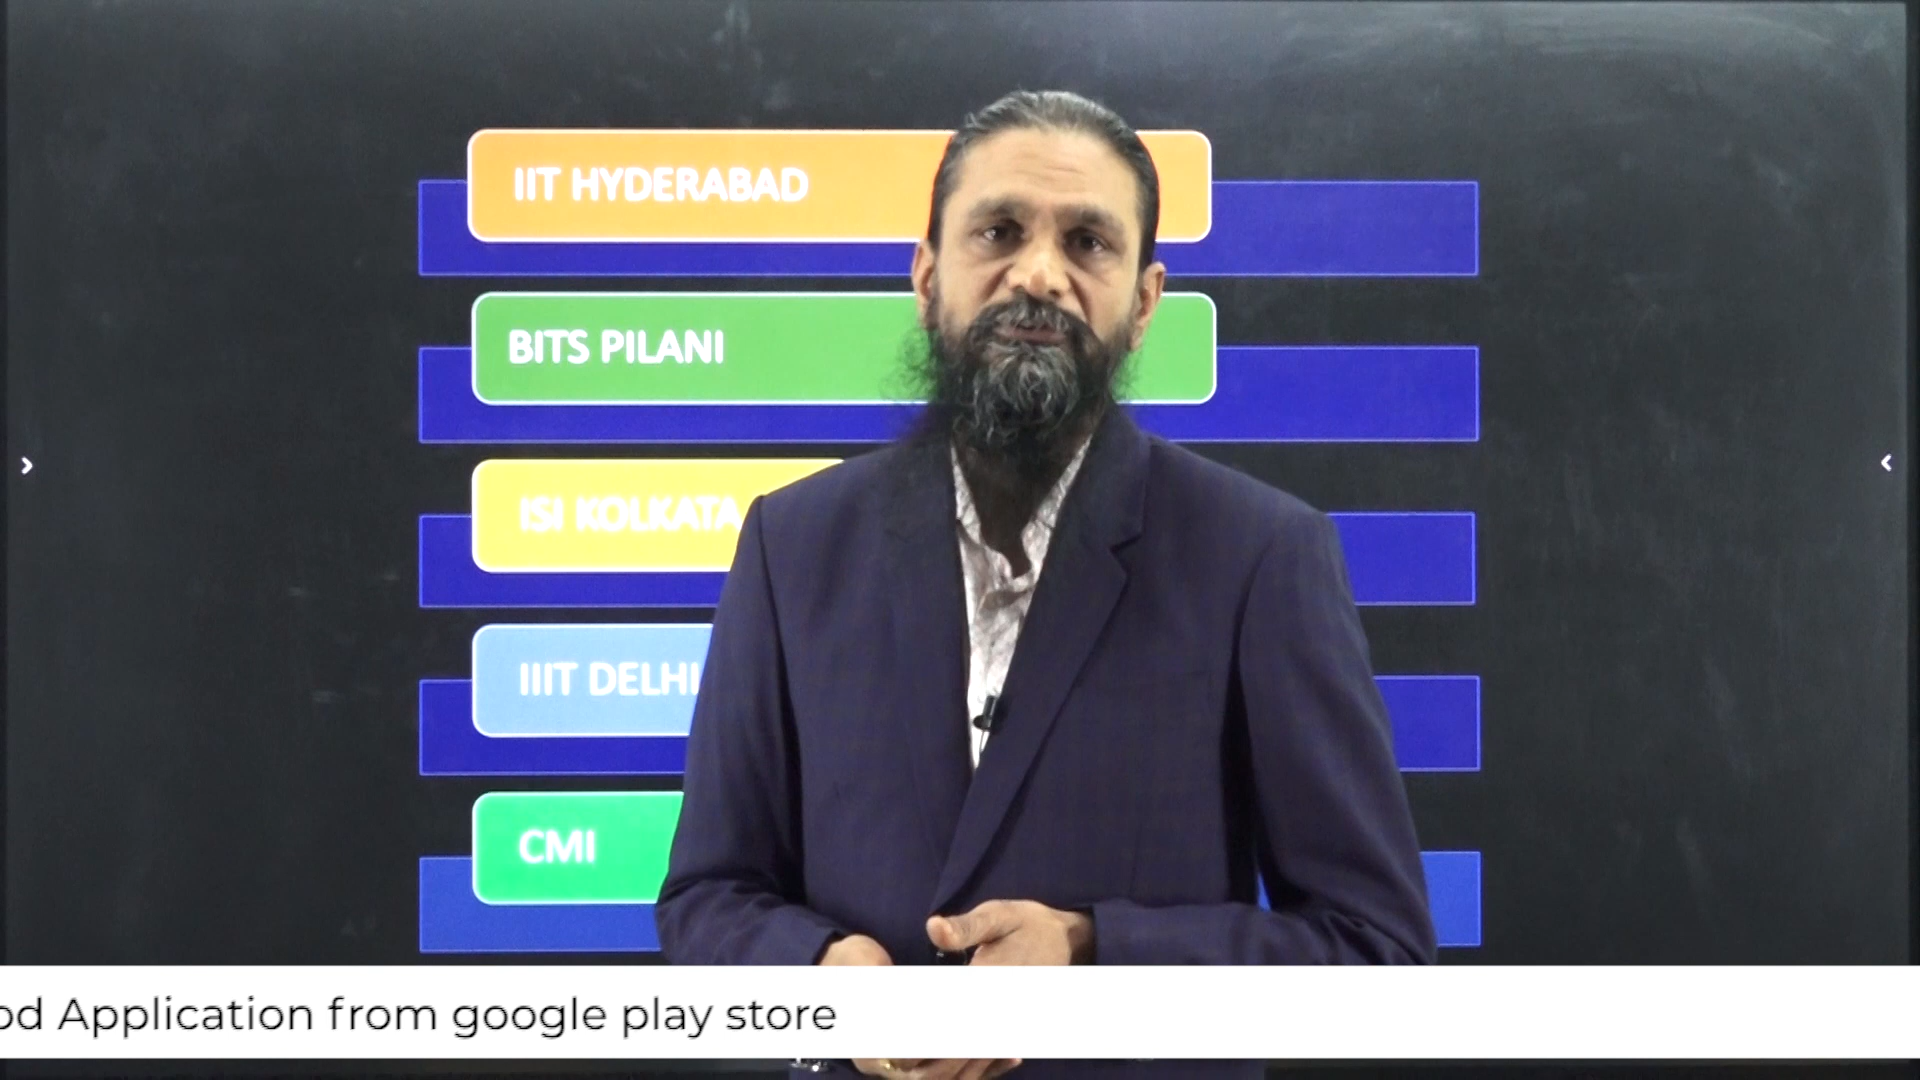 IIT HYDERABAD
BITS PILANI
ISI KOLKATA
IIIT DELHI
CMI
Application from google play store